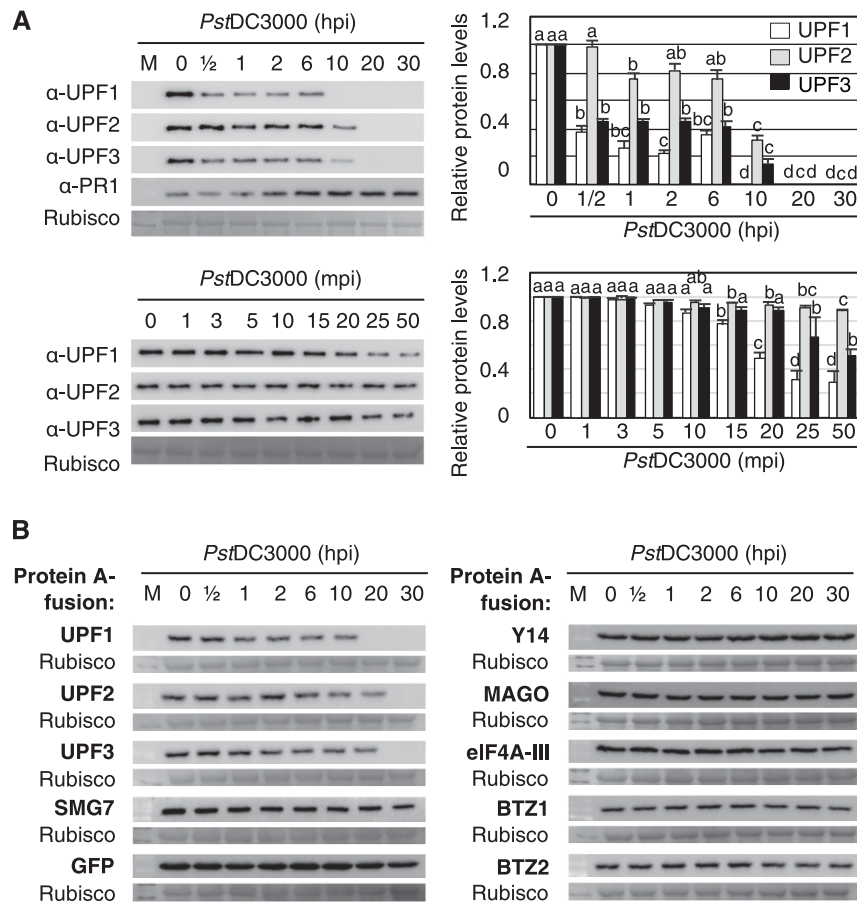 A
PstDC3000 (hpi)
M 0 ½ 1 2 6 10 20 30
α-UPF1
α-UPF2
α-UPF3
α-PR1
Rubisco
Relative protein levels
1.2
0.8
0.4
0
a aa a b b bc b ab b b bc ab b d c c dcd dcd
UPF1
UPF2
UPF3
0 1/2 1 2 6 10 20 30
PstDC3000 (hpi)
PstDC3000 (mpi)
0 1 3 5 10 15 20 25 50
α-UPF1
α-UPF2
α-UPF3
Rubisco
Relative protein levels
1.2
0.8
0.4
0
aaa aaa aaa aaa a ab a b b a c ab a d bc b d c b
0 1 3 5 10 15 20 25 50
PstDC3000 (mpi)
B
PstDC3000 (hpi)
Protein A-
fusion:
M 0 ½ 1 2 6 10 20 30
UPF1
Rubisco
UPF2
Rubisco
UPF3
Rubisco
SMG7
Rubisco
GFP
Rubisco
PstDC3000 (hpi)
Protein A-
fusion:
M 0 ½ 1 2 6 10 20 30
Y14
Rubisco
MAGO
Rubisco
eIF4A-III
Rubisco
BTZ1
Rubisco
BTZ2
Rubisco